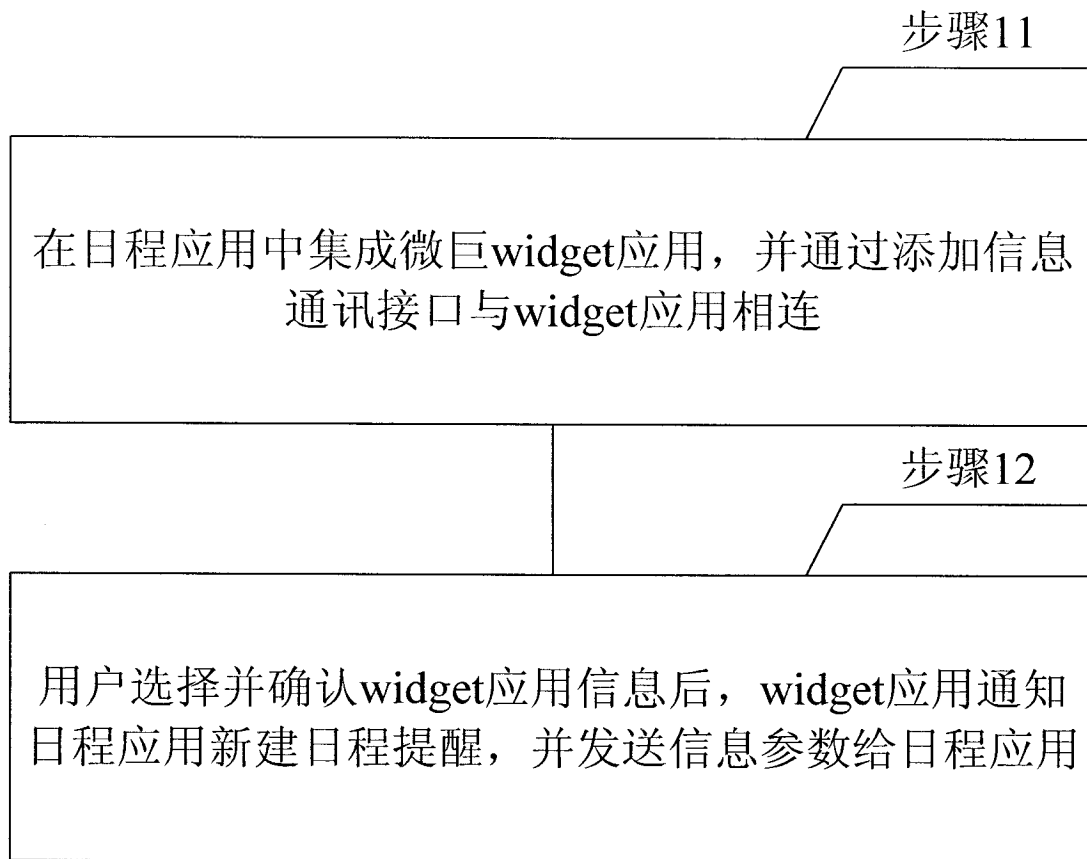 步骤11
在日程应用中集成微巨widget应用，并通过添加信息
通讯接口与widget应用相连
步骤12
用户选择并确认widget应用信息后，widget应用通知
日程应用新建日程提醒，并发送信息参数给日程应用